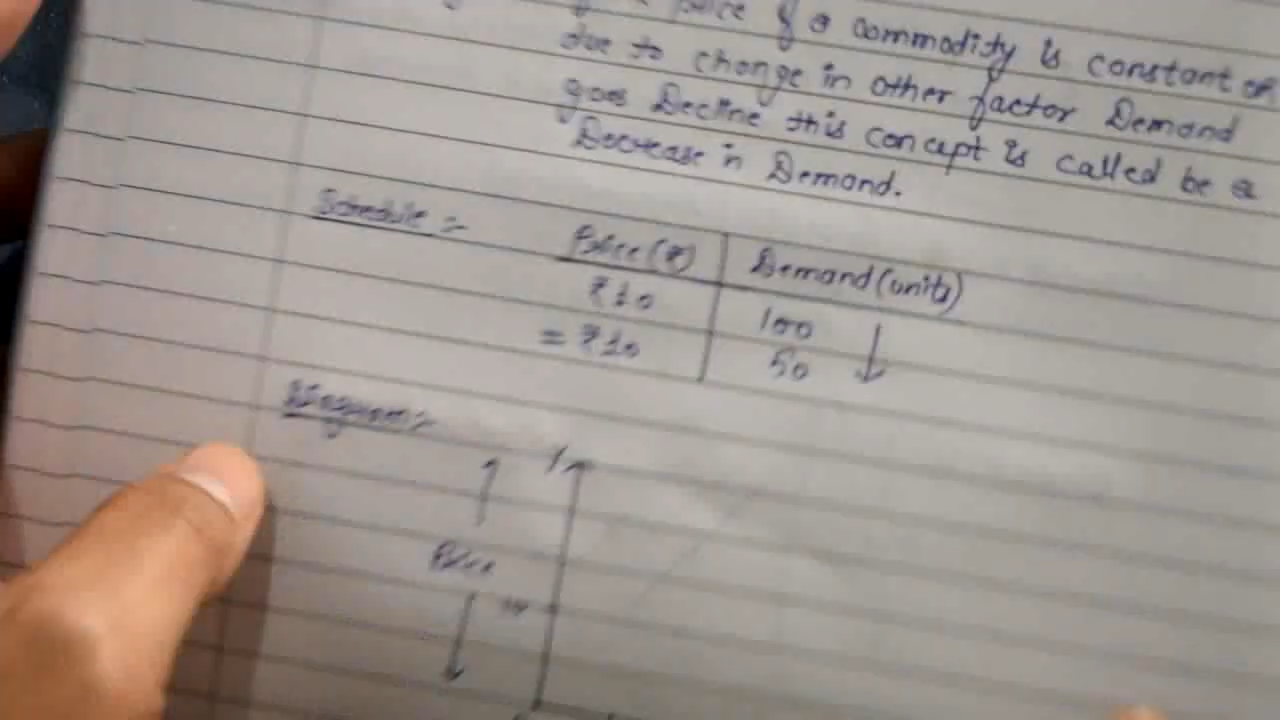 price of a commodity is constant or
due to change in other factor Demand
goes Decline this concept is called be a
Decrease in Demand.
Schedule :-
Price (₹) Demand (units)
₹10 100
= ₹10 50
Diagram :-
Price
10